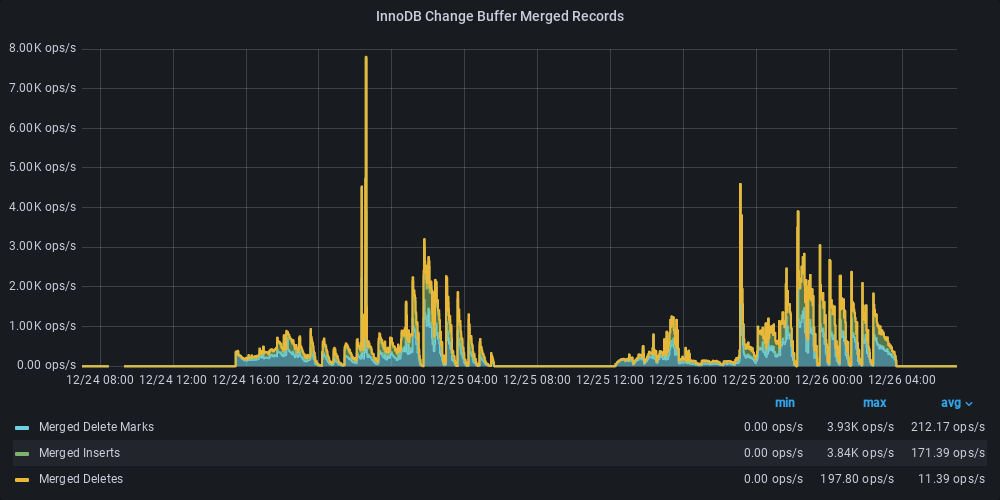 InnoDB Change Buffer Merged Records
8.00K ops/s
7.00K ops/s
6.00K ops/s
5.00K ops/s
4.00K ops/s
3.00K ops/s
2.00K ops/s
1.00K ops/s
0.00 ops/s
12/24 08:00 12/24 12:00 12/24 16:00 12/24 20:00 12/25 00:00 12/25 04:00 12/25 08:00 12/25 12:00 12/25 16:00 12/25 20:00 12/26 00:00 12/26 04:00
min max avg
Merged Delete Marks 0.00 ops/s 3.93K ops/s 212.17 ops/s
Merged Inserts 0.00 ops/s 3.84K ops/s 171.39 ops/s
Merged Deletes 0.00 ops/s 197.80 ops/s 11.39 ops/s